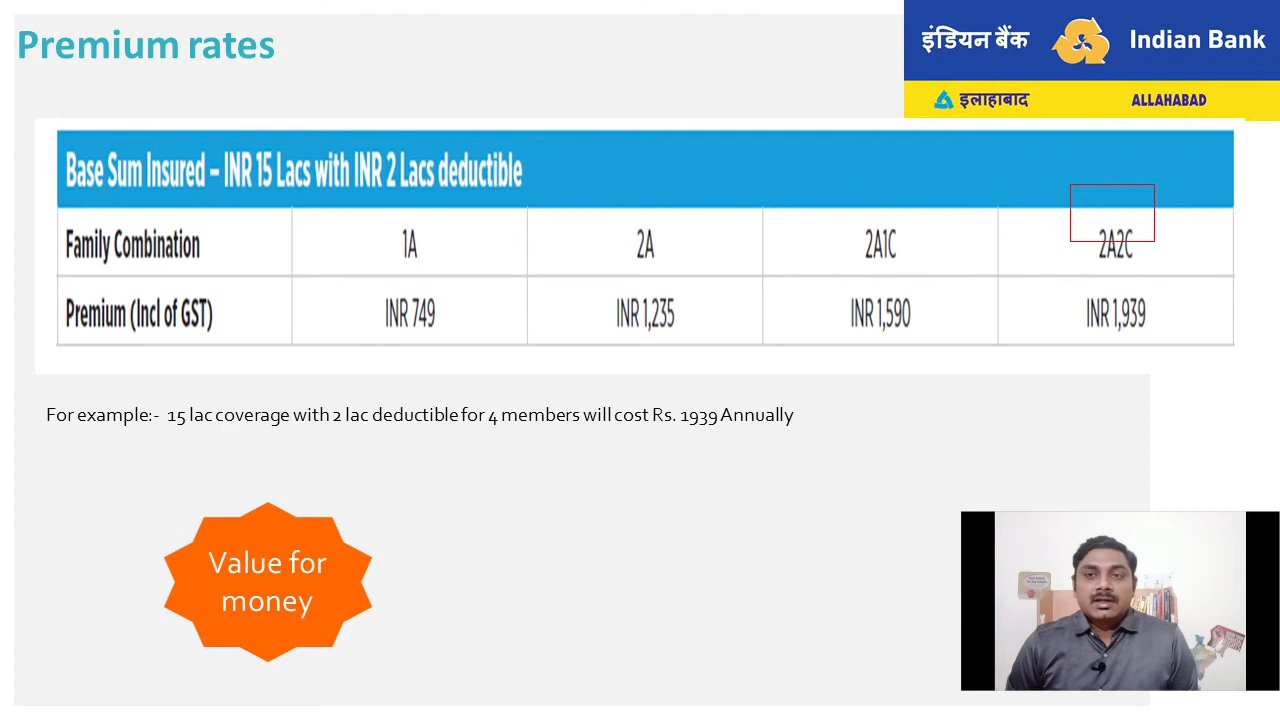 Premium rates
इंडियन बैंक Indian Bank
इलाहाबाद ALLAHABAD
Base Sum Insured – INR 15 Lacs with INR 2 Lacs deductible
Family Combination 1A 2A 2A1C 2A2C
Premium (Incl of GST) INR 749 INR 1,235 INR 1,590 INR 1,939
For example:- 15 lac coverage with 2 lac deductible for 4 members will cost Rs. 1939 Annually
Value for
money